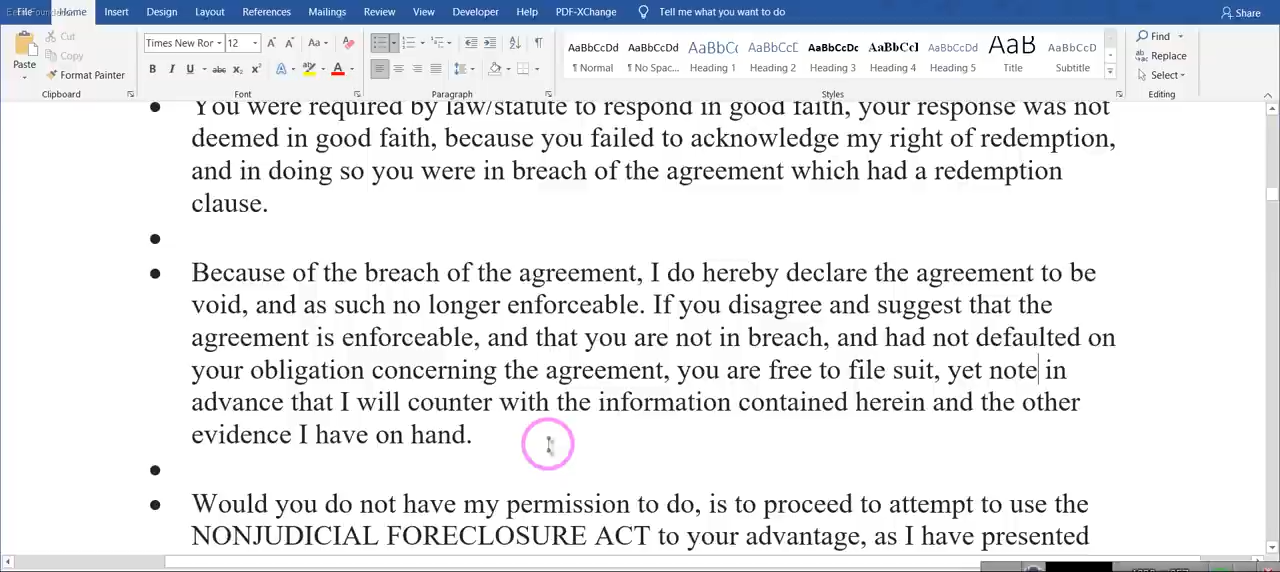 File Home Insert Design Layout References Mailings Review View Developer Help PDF-XChange Tell me what you want to do Share
Cut
Copy
Paste
Format Painter
Clipboard
Times New Ror 12
Font
Paragraph
AaBbCcDd AaBbCcDd AaBbCc AaBbCcD AaBbCcDc AaBbCcI AaBbCcD AaB AaBbCcD
¶ Normal ¶ No Spac... Heading 1 Heading 2 Heading 3 Heading 4 Heading 5 Title Subtitle
Styles
Find
Replace
Select
Editing
You were required by law/statute to respond in good faith, your response was not
deemed in good faith, because you failed to acknowledge my right of redemption,
and in doing so you were in breach of the agreement which had a redemption
clause.
Because of the breach of the agreement, I do hereby declare the agreement to be
void, and as such no longer enforceable. If you disagree and suggest that the
agreement is enforceable, and that you are not in breach, and had not defaulted on
your obligation concerning the agreement, you are free to file suit, yet note in
advance that I will counter with the information contained herein and the other
evidence I have on hand.
Would you do not have my permission to do, is to proceed to attempt to use the
NONJUDICIAL FORECLOSURE ACT to your advantage, as I have presented